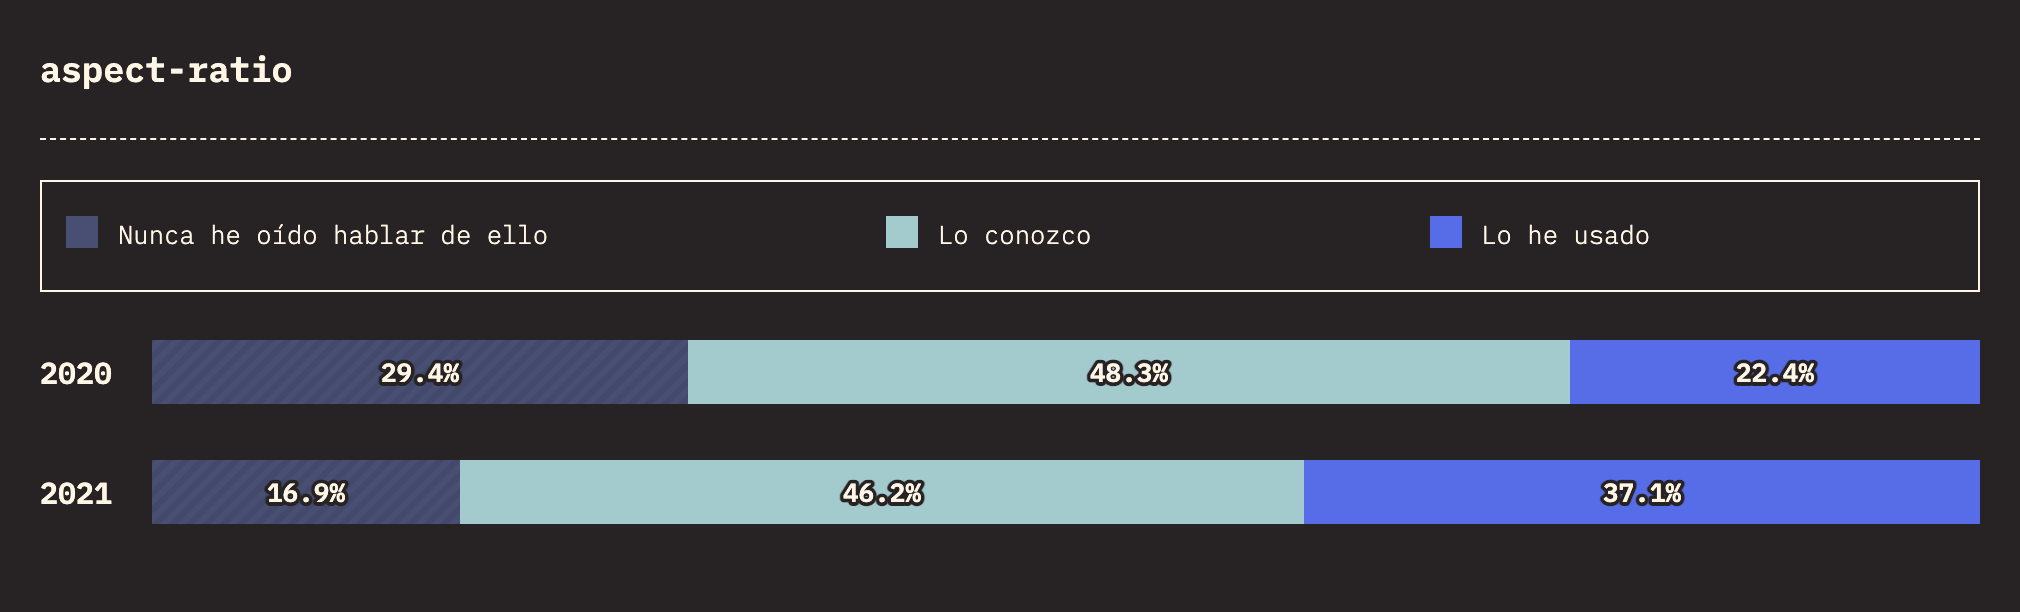 aspect-ratio
Nunca he oído hablar de ello Lo conozco Lo he usado
2020 29.4% 48.3% 22.4%
2021 16.9% 46.2% 37.1%